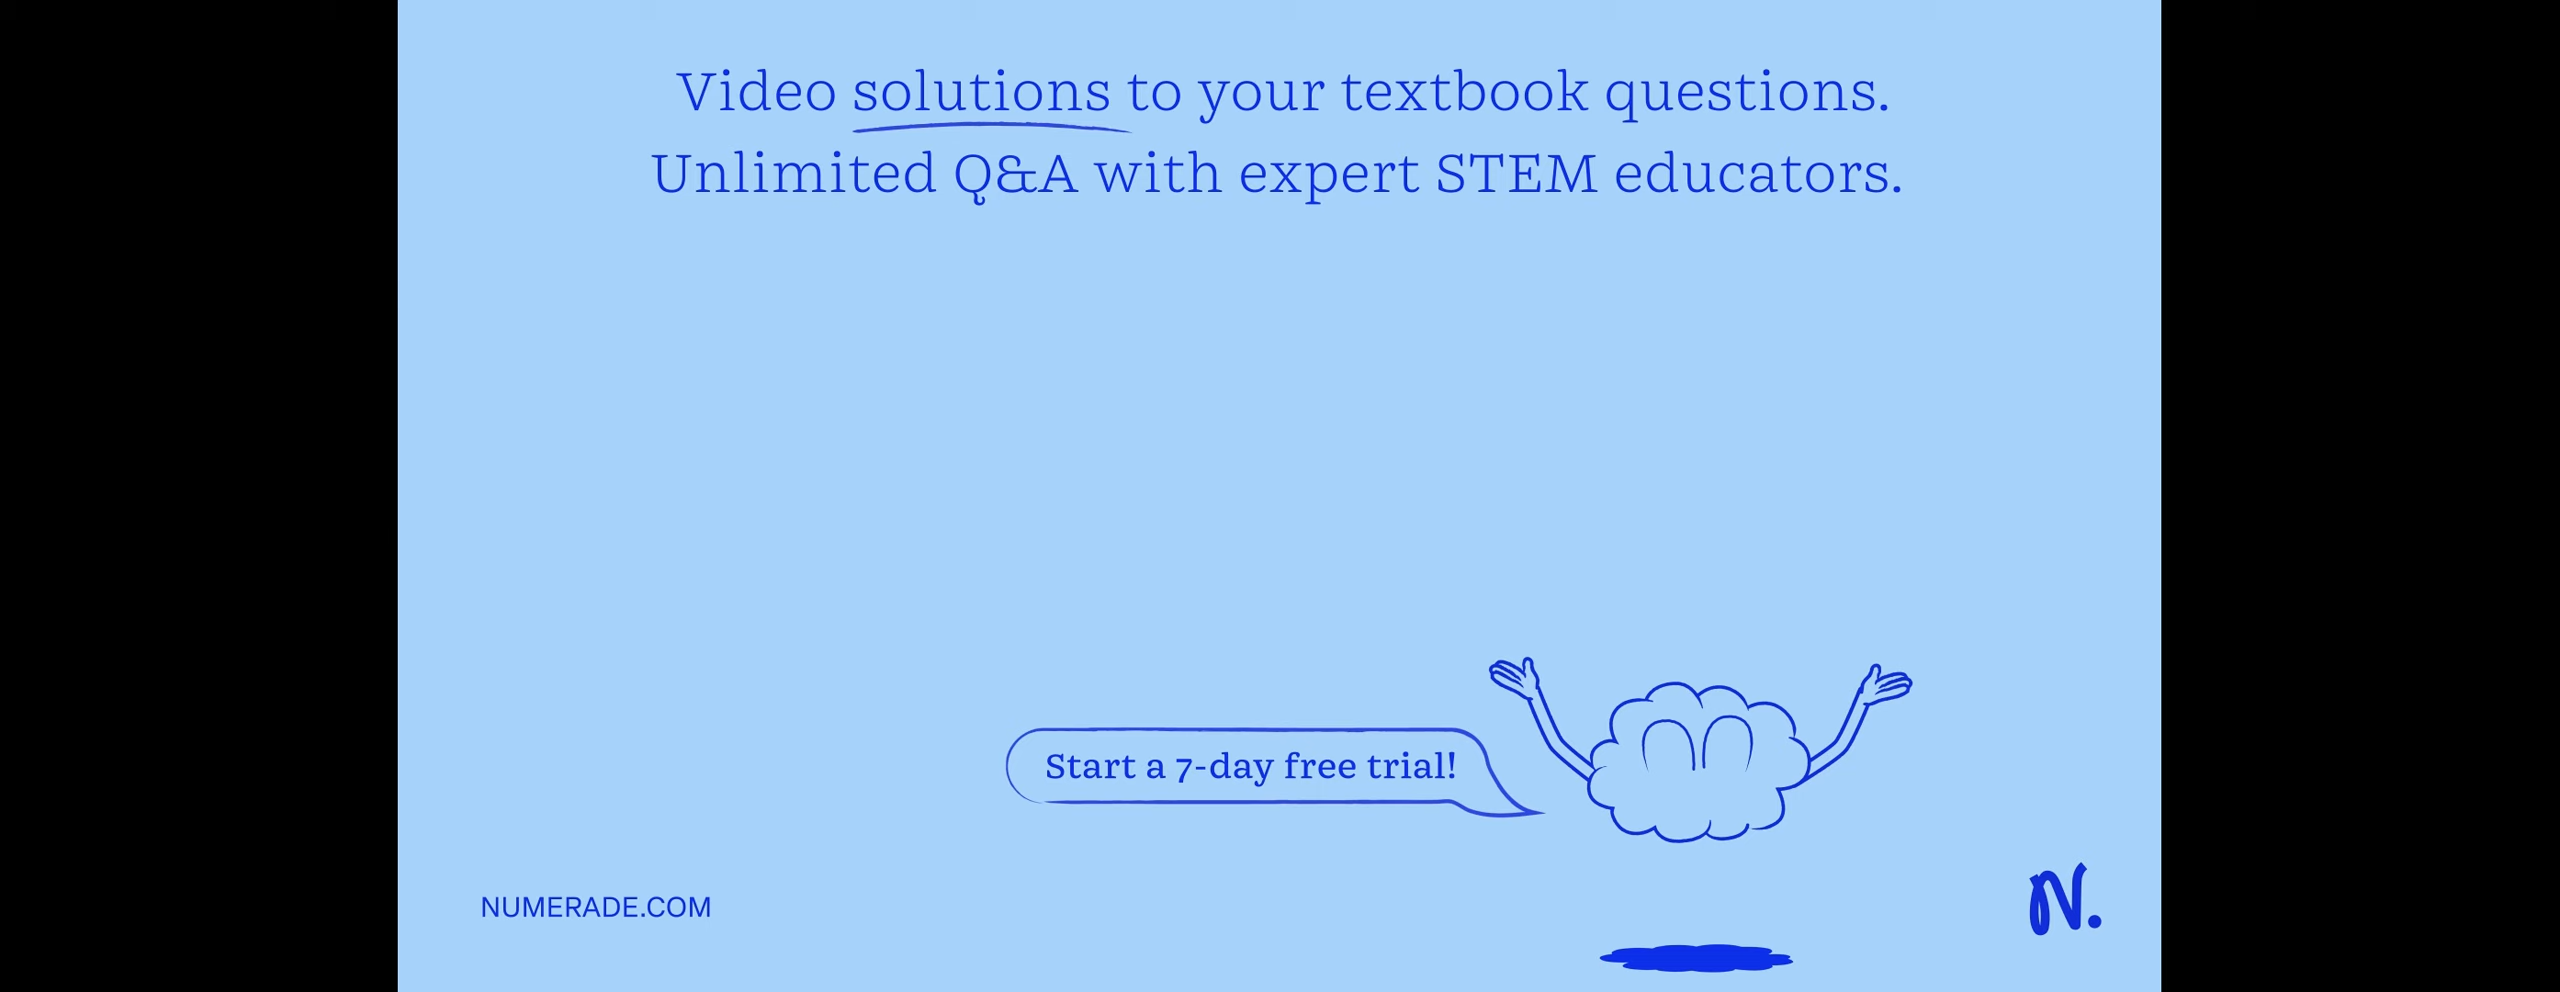 Video solutions to your textbook questions.
Unlimited Q&A with expert STEM educators.
Start a 7-day free trial!
NUMERADE.COM
N.